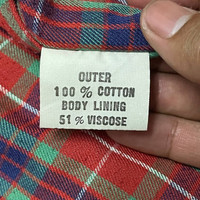 OUTER
100 % COTTON
BODY LINING
51 % VISCOSE